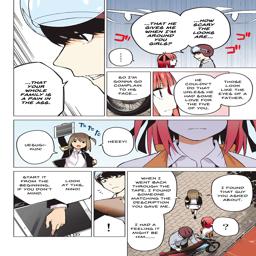 ...HOW
SCARY
THE
LOOKS
ARE...
...THAT HE
GIVES ME
WHEN I'M
AROUND
YOU
GIRLS?
...THAT
YOUR
WHOLE
FAMILY IS
A PAIN IN
THE ASS.
THOSE
LOOK
LIKE THE
EYES OF A
FATHER.
HE
COULDN'T
DO THAT
UNLESS HE
HAD SOME
LOVE FOR
THE FIVE
OF YOU.
SO I'M
GONNA GO
COMPLAIN
TO HIS
FACE...
...
HEEEY!
UESUGI-
KUN!
LOOK AT
THIS,
MIND!
START IT
FROM THE
BEGINNING,
IF YOU
DON'T
MIND.
I FOUND
THAT GUY
YOU ASKED
ABOUT.
?
WHEN I
WENT BACK
THROUGH THE
TAPE, I FOUND
SOMEONE
MATCHING THE
DESCRIPTION
YOU GAVE ME.
I HAD A
FEELING IT
MIGHT BE
HIM...
!